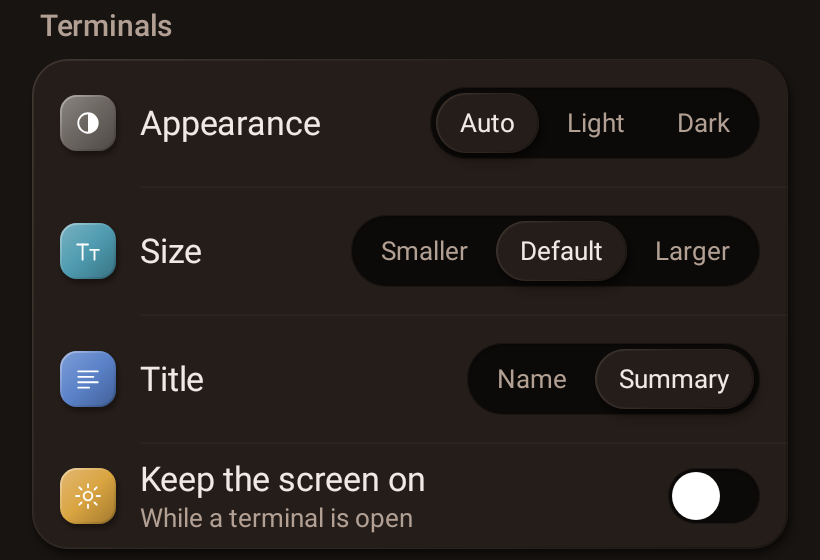 Terminals
Appearance Auto Light Dark
Tт Size Smaller Default Larger
Title Name Summary
Keep the screen on
While a terminal is open